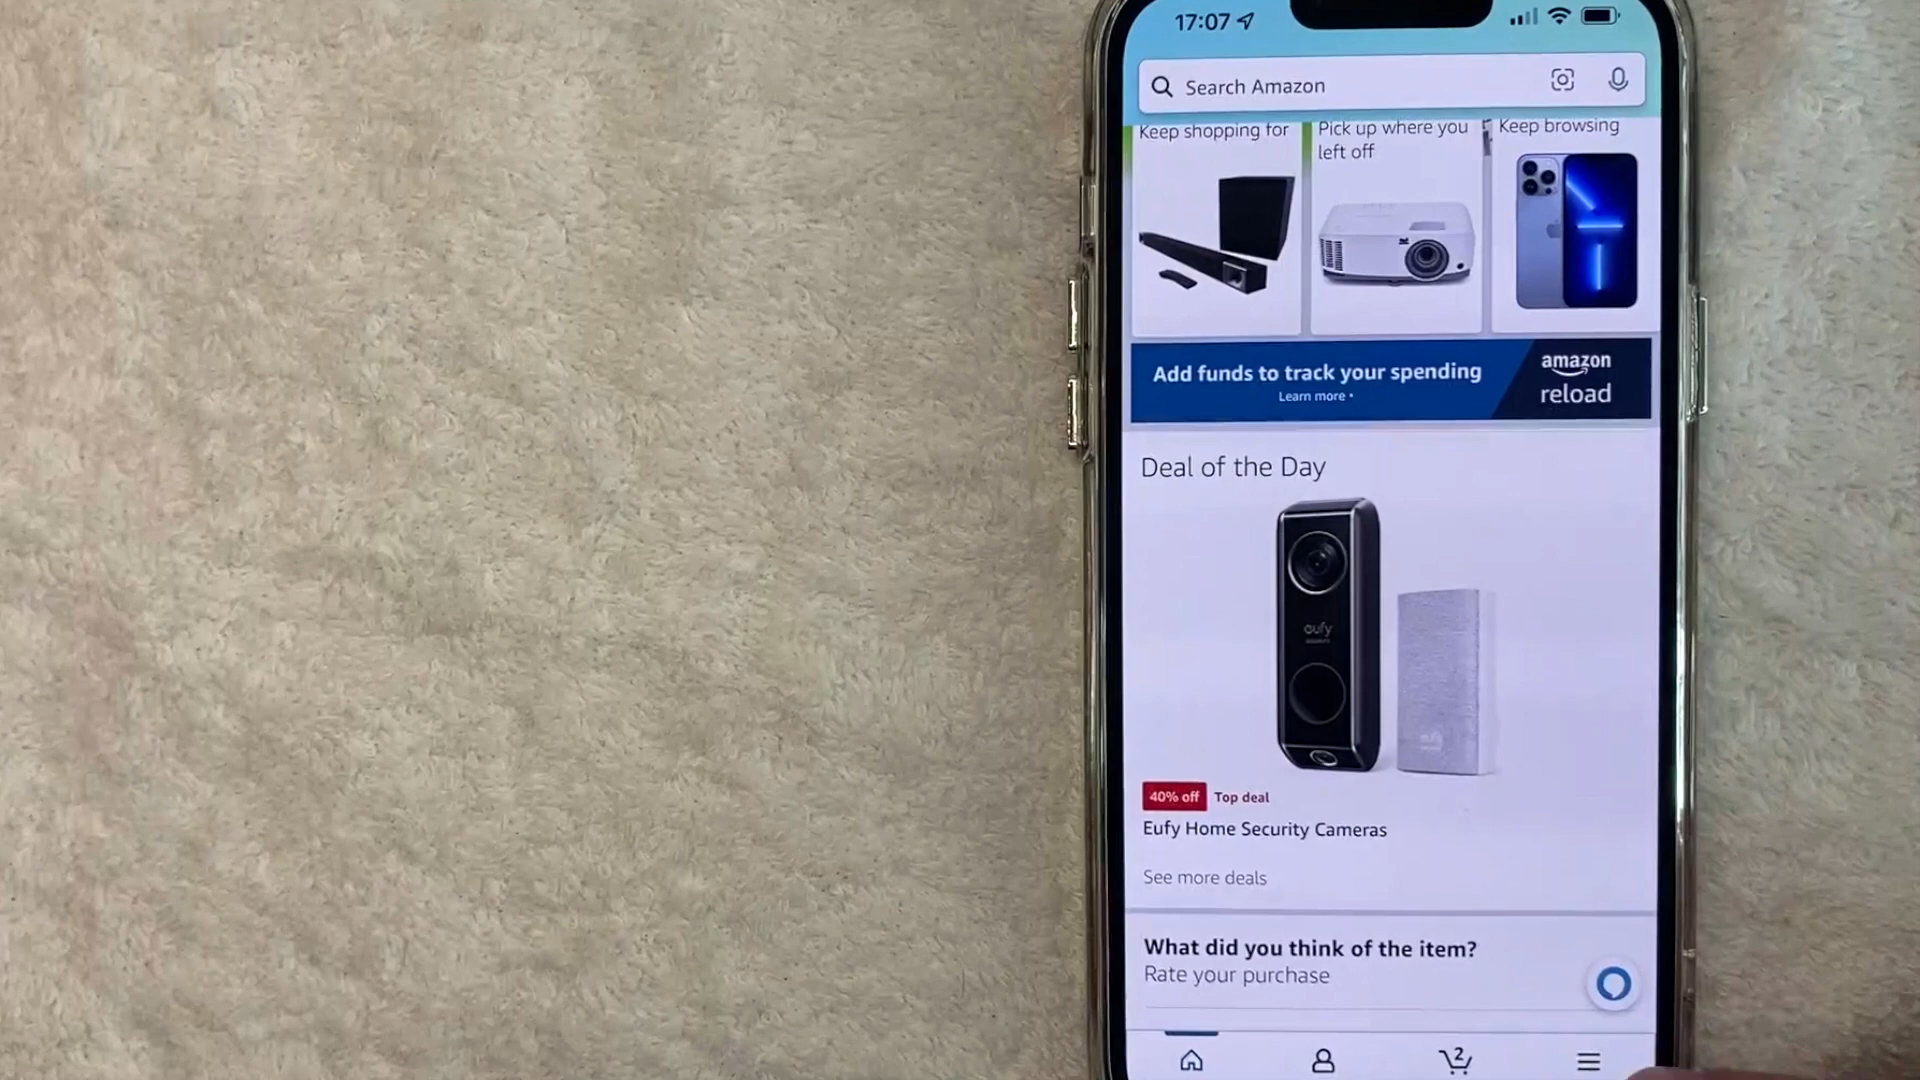 17:07
Search Amazon
Keep shopping for
Pick up where you
left off
Keep browsing
Add funds to track your spending
Learn more
amazon
reload
Deal of the Day
eufy
eufy
40% off Top deal
Eufy Home Security Cameras
See more deals
What did you think of the item?
Rate your purchase
2